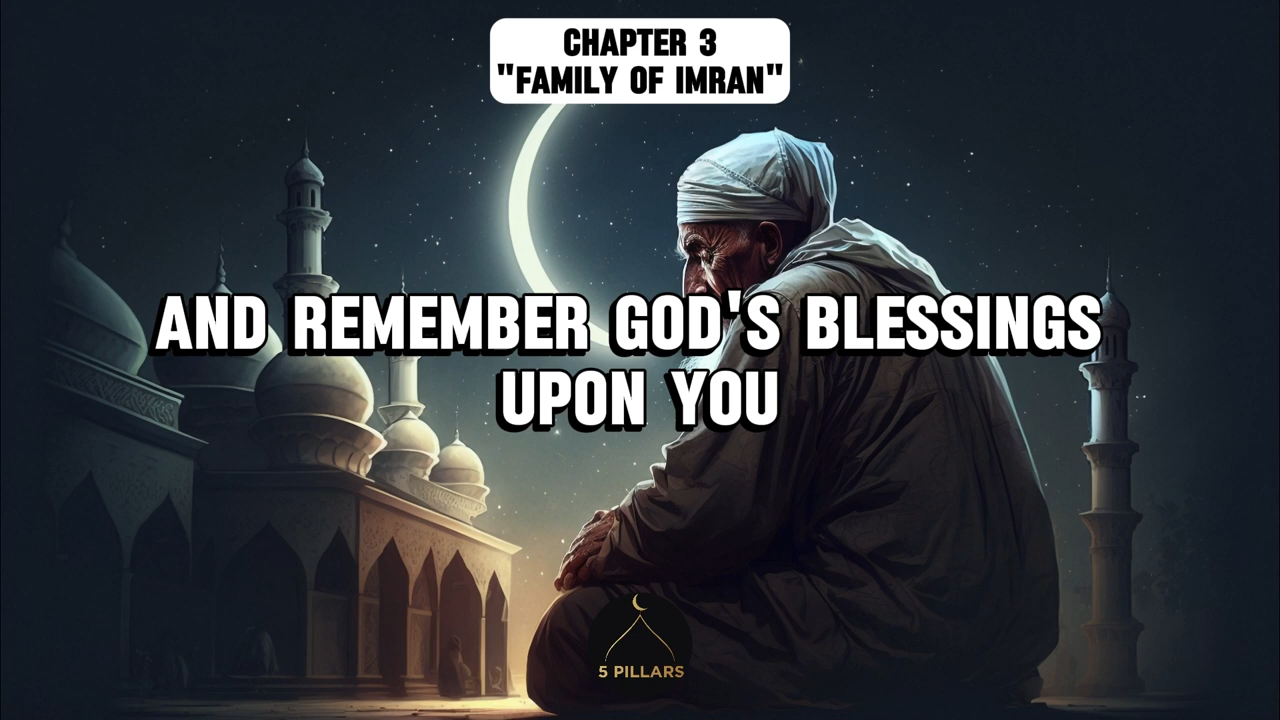 CHAPTER 3
"FAMILY OF IMRAN"
AND REMEMBER GOD'S BLESSINGS
UPON YOU
5 PILLARS